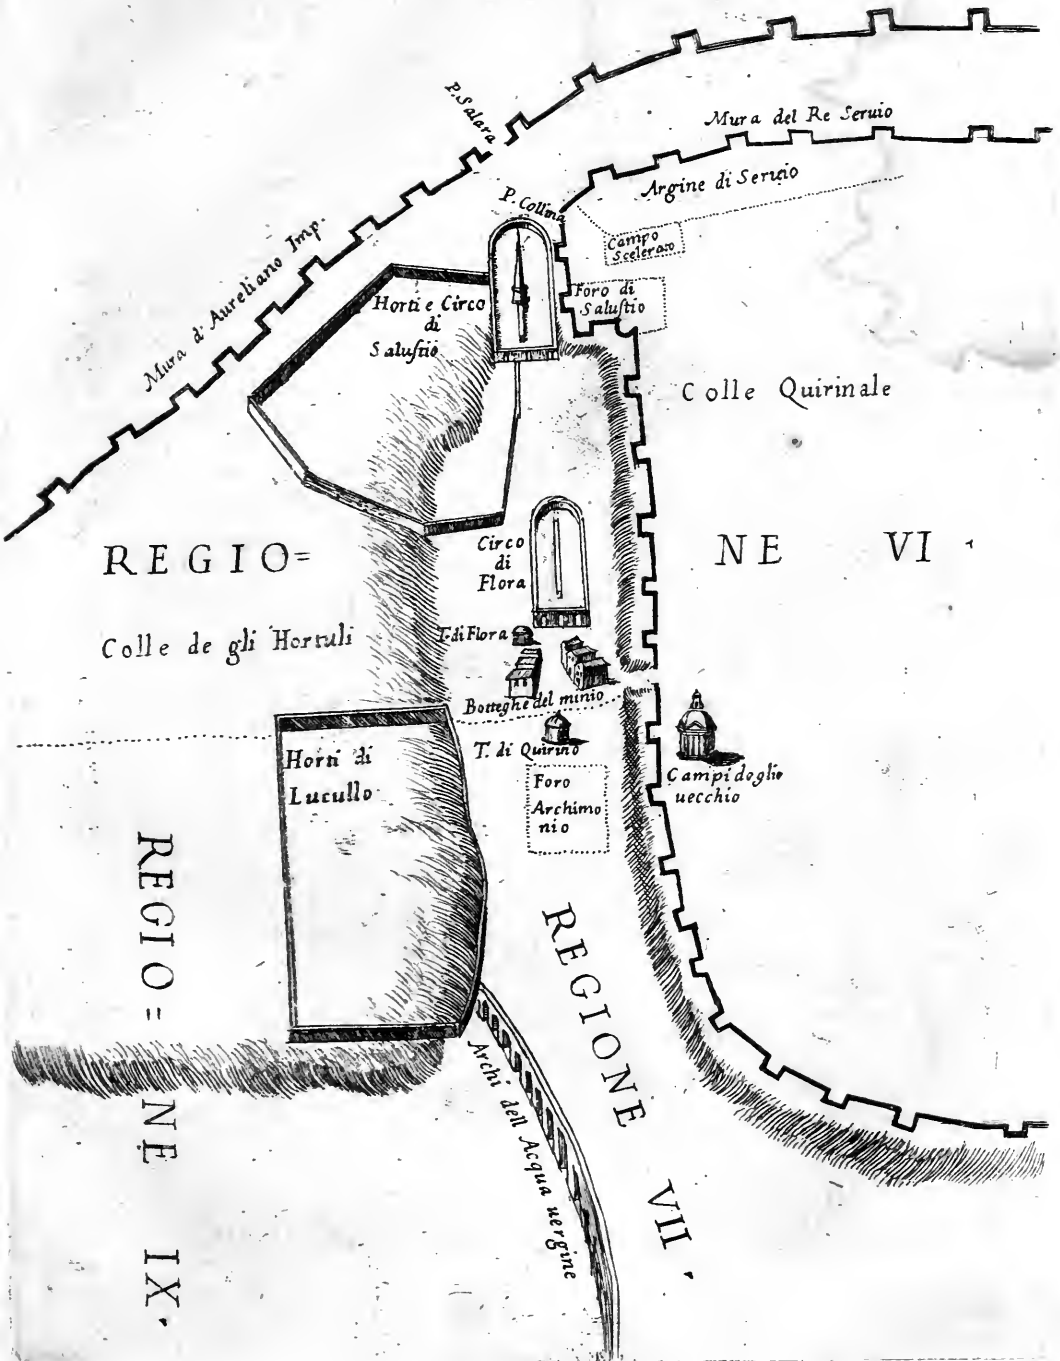 P. Salara
Mura del Re Seruio
Argine di Seruio
P. Collina
Mura d' Aureliano Imp.
Campo
Scelerato
Horti e Circo
di
Salustio
Foro di
Salustio
Colle Quirinale
REGIO=
NE VI.
Circo
di
Flora
Colle de gli Hortuli
T. di Flora
Botteghe del minio
T. di Quirino
Horti di
Lucullo
Foro
Archimo
nio
Campidoglio
uecchio
REGIO=
NE IX.
REGIONE VII.
Archi dell Acqua uergine